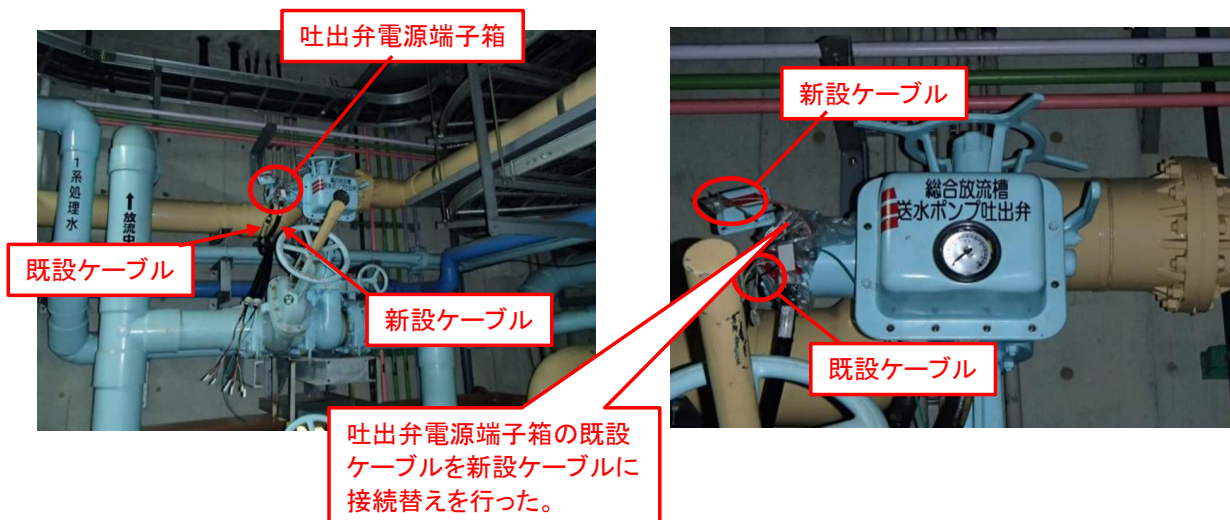 吐出弁電源端子箱
1系処理水
↑放流中
既設ケーブル
新設ケーブル
新設ケーブル
総合放流槽
送水ポンプ吐出弁
既設ケーブル
吐出弁電源端子箱の既設
ケーブルを新設ケーブルに
接続替えを行った。